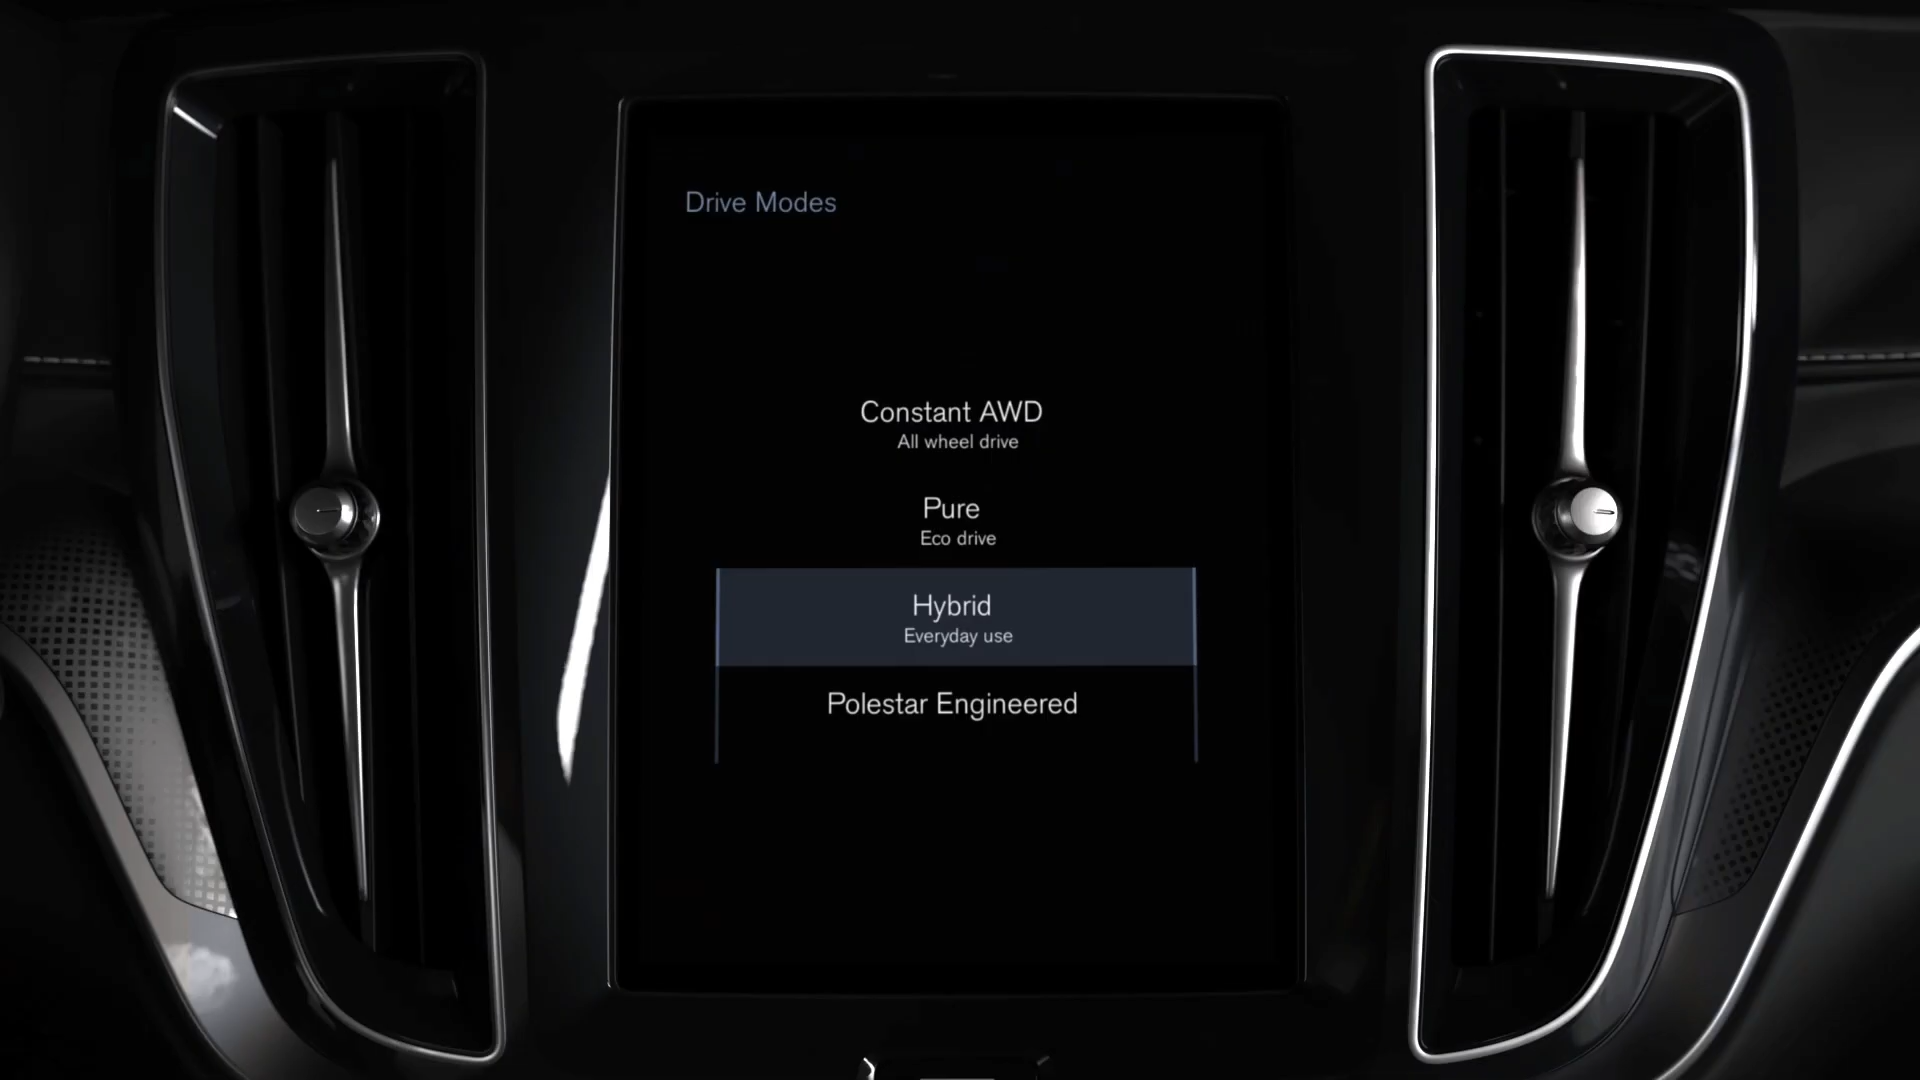 Drive Modes
Constant AWD
All wheel drive
Pure
Eco drive
Hybrid
Everyday use
Polestar Engineered